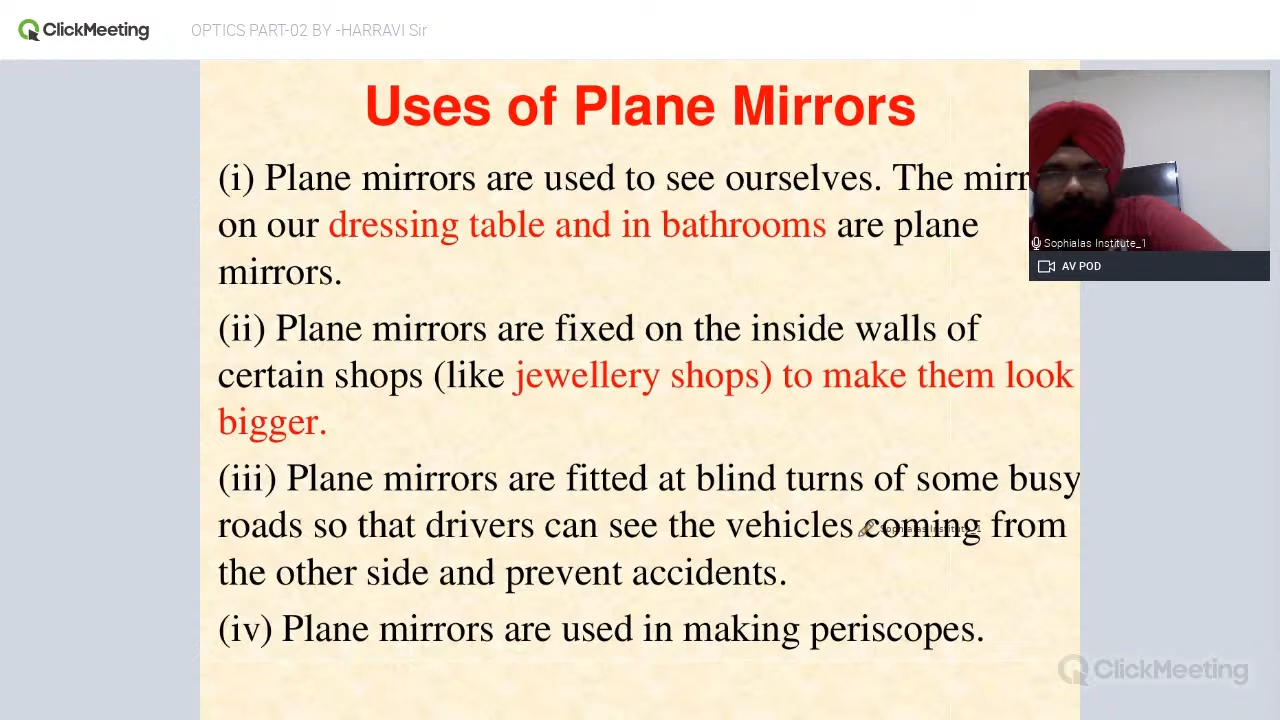 ClickMeeting
OPTICS PART-02 BY -HARRAVI Sir
Uses of Plane Mirrors
(i) Plane mirrors are used to see ourselves. The mirr
on our dressing table and in bathrooms are plane
mirrors.
(ii) Plane mirrors are fixed on the inside walls of
certain shops (like jewellery shops) to make them look
bigger.
(iii) Plane mirrors are fitted at blind turns of some busy
roads so that drivers can see the vehicles coming from
the other side and prevent accidents.
(iv) Plane mirrors are used in making periscopes.
Sophialas Institute_1
AV POD
Sophialas Institute_1
ClickMeeting